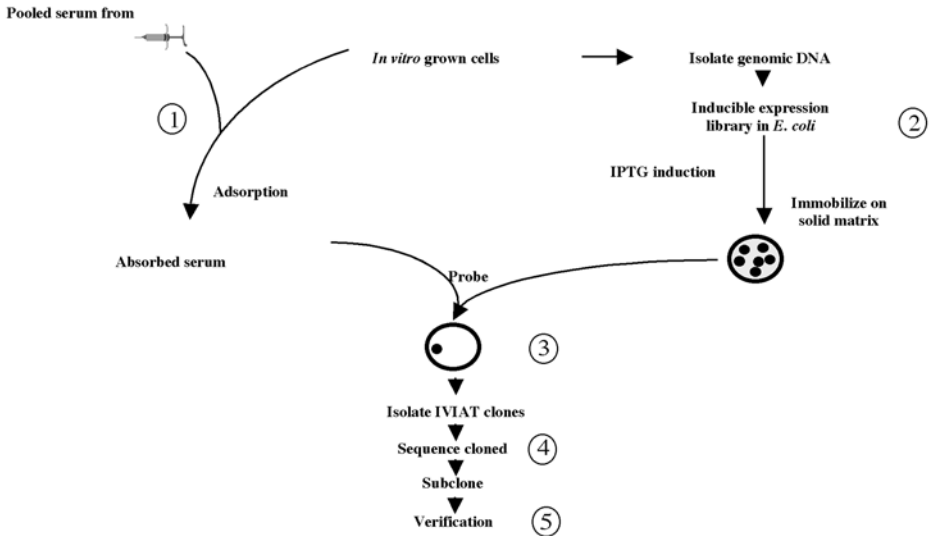 Pooled serum from
In vitro grown cells
Isolate genomic DNA
1
Inducible expression
library in E. coli
2
IPTG induction
Adsorption
Immobilize on
solid matrix
Absorbed serum
Probe
3
Isolate IVIAT clones
Sequence cloned
4
Subclone
Verification
5